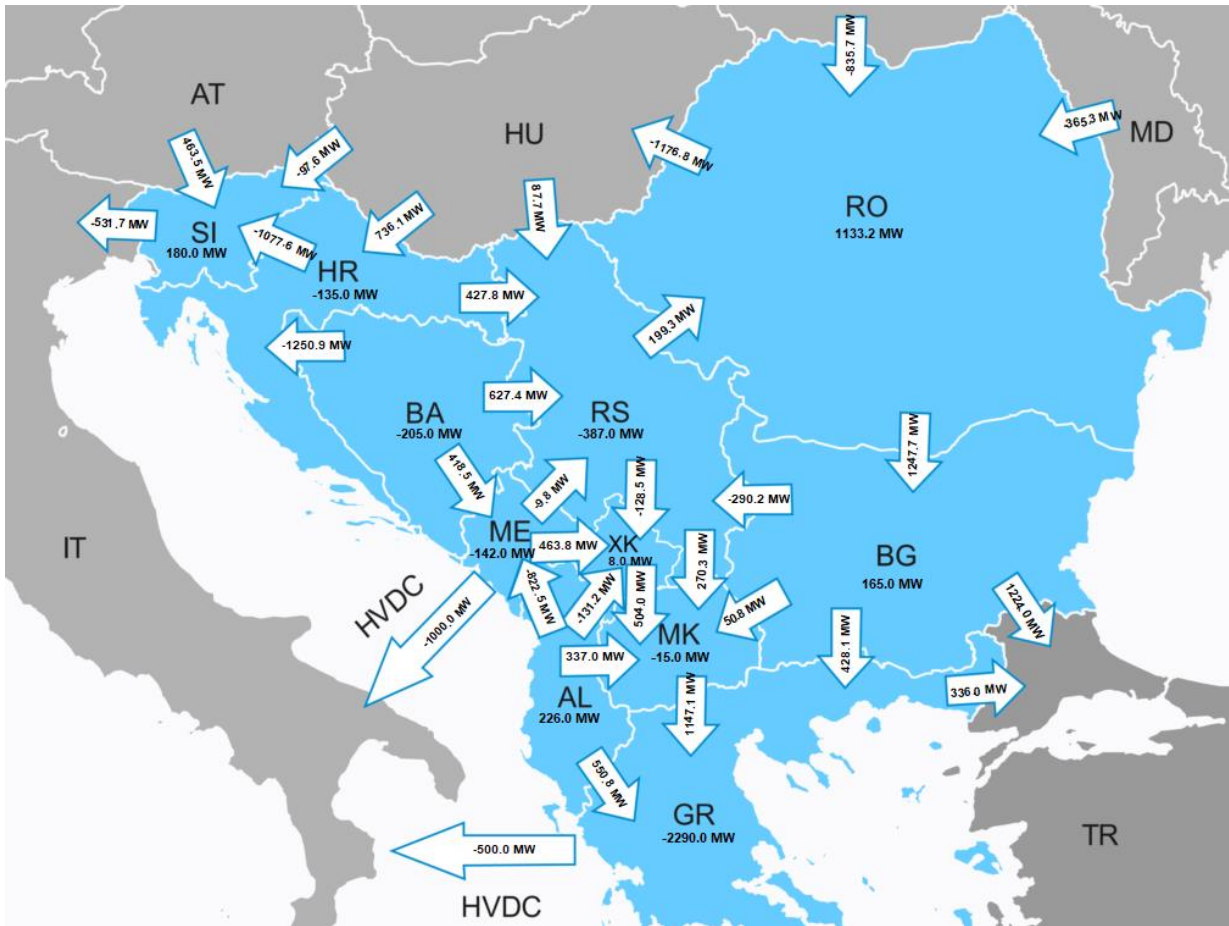 -835.7 MW
AT
HU
MD
365.3 MW
463.5 MW
-97.6 MW
-1176.8 MW
87.7 MW
736.1 MW
-531.7 MW
SI
180.0 MW
-1077.6 MW
RO
1133.2 MW
HR
-135.0 MW
427.8 MW
199.3 MW
-1250.9 MW
627.4 MW
BA
-205.0 MW
RS
-387.0 MW
1247.7 MW
418.5 MW
-9.8 MW
-128.5 MW
-290.2 MW
IT
ME
-142.0 MW
463.8 MW
XK
8.0 MW
270.3 MW
BG
165.0 MW
HVDC
-1000.0 MW
-822.5 MW
-131.2 MW
504.0 MW
50.8 MW
1224.0 MW
MK
-15.0 MW
337.0 MW
428.1 MW
336.0 MW
AL
226.0 MW
1147.1 MW
550.8 MW
GR
-2290.0 MW
TR
-500.0 MW
HVDC